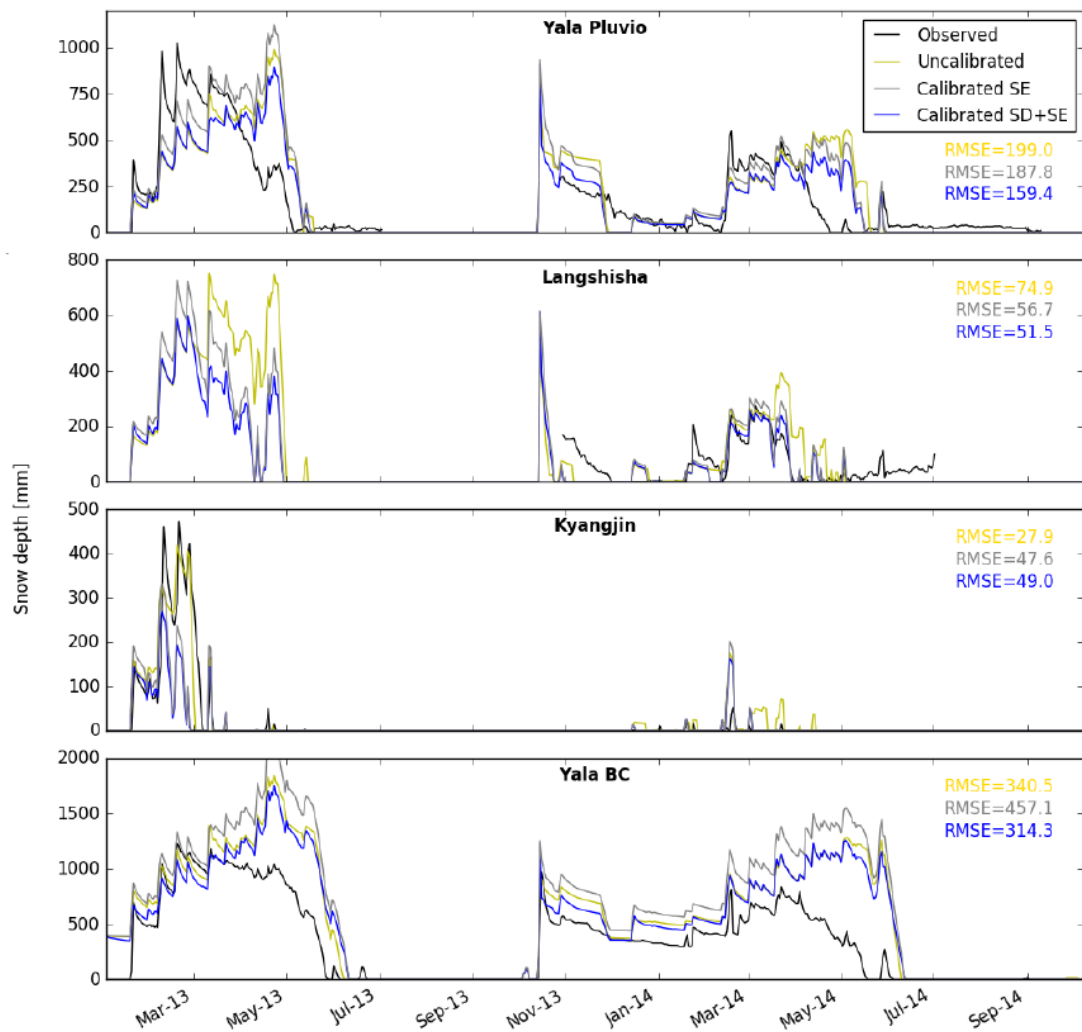 Yala Pluvio
Observed
Uncalibrated
Calibrated SE
Calibrated SD+SE
RMSE=199.0
RMSE=187.8
RMSE=159.4
1000
750
500
250
0
Langshisha
RMSE=74.9
RMSE=56.7
RMSE=51.5
800
600
400
200
0
Snow depth [mm]
Kyangjin
RMSE=27.9
RMSE=47.6
RMSE=49.0
500
400
300
200
100
0
Yala BC
RMSE=340.5
RMSE=457.1
RMSE=314.3
2000
1500
1000
500
0
Mar-13 May-13 Jul-13 Sep-13 Nov-13 Jan-14 Mar-14 May-14 Jul-14 Sep-14